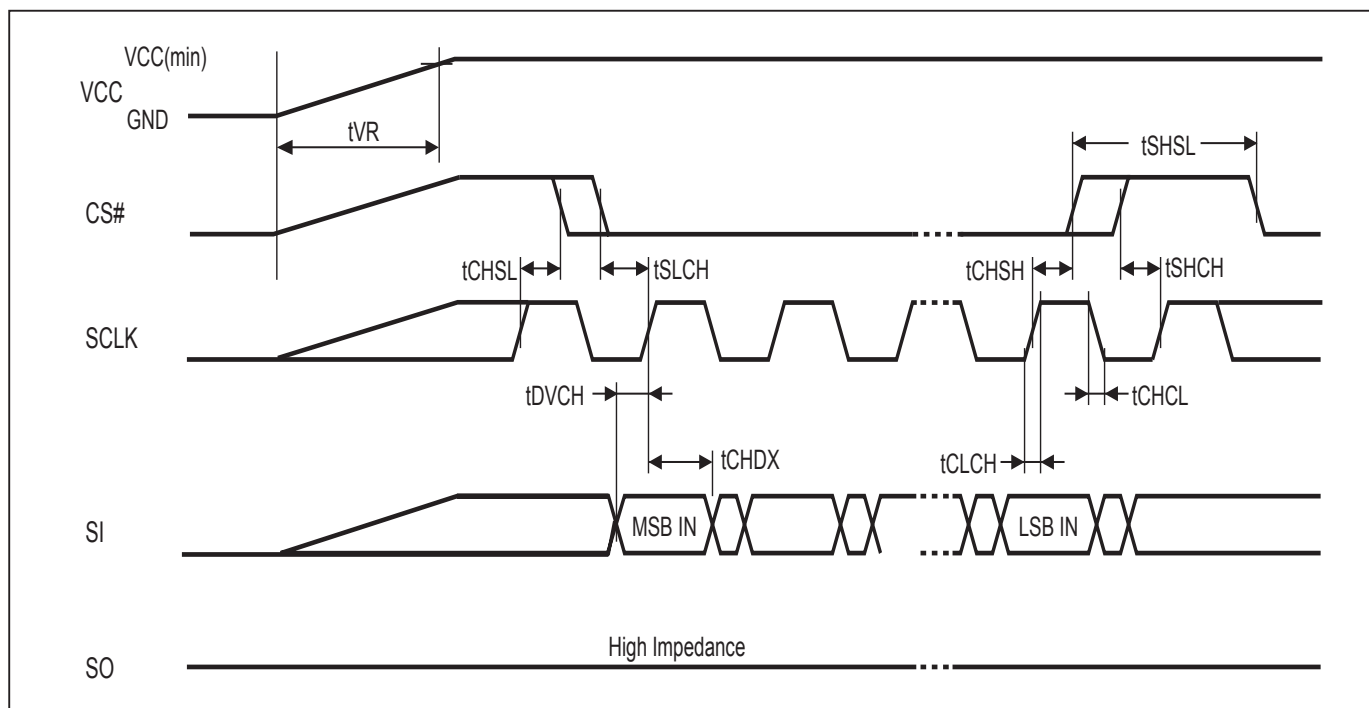 VCC(min)
VCC
GND
tVR
tSHSL
CS#
tCHSL
tSLCH
tCHSH
tSHCH
SCLK
tDVCH
tCHCL
tCHDX
tCLCH
SI
MSB IN
LSB IN
High Impedance
SO